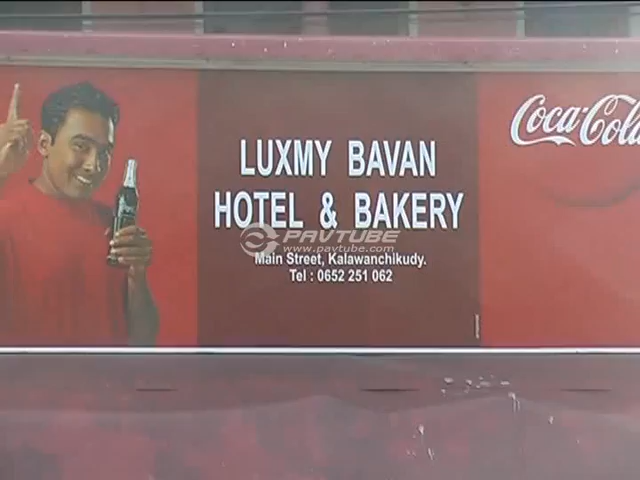 Coca-Cola
LUXMY BAVAN
HOTEL & BAKERY
PAVTUBE
www.pavtube.com
Main Street, Kalawanchikudy.
Tel : 0652 251 062